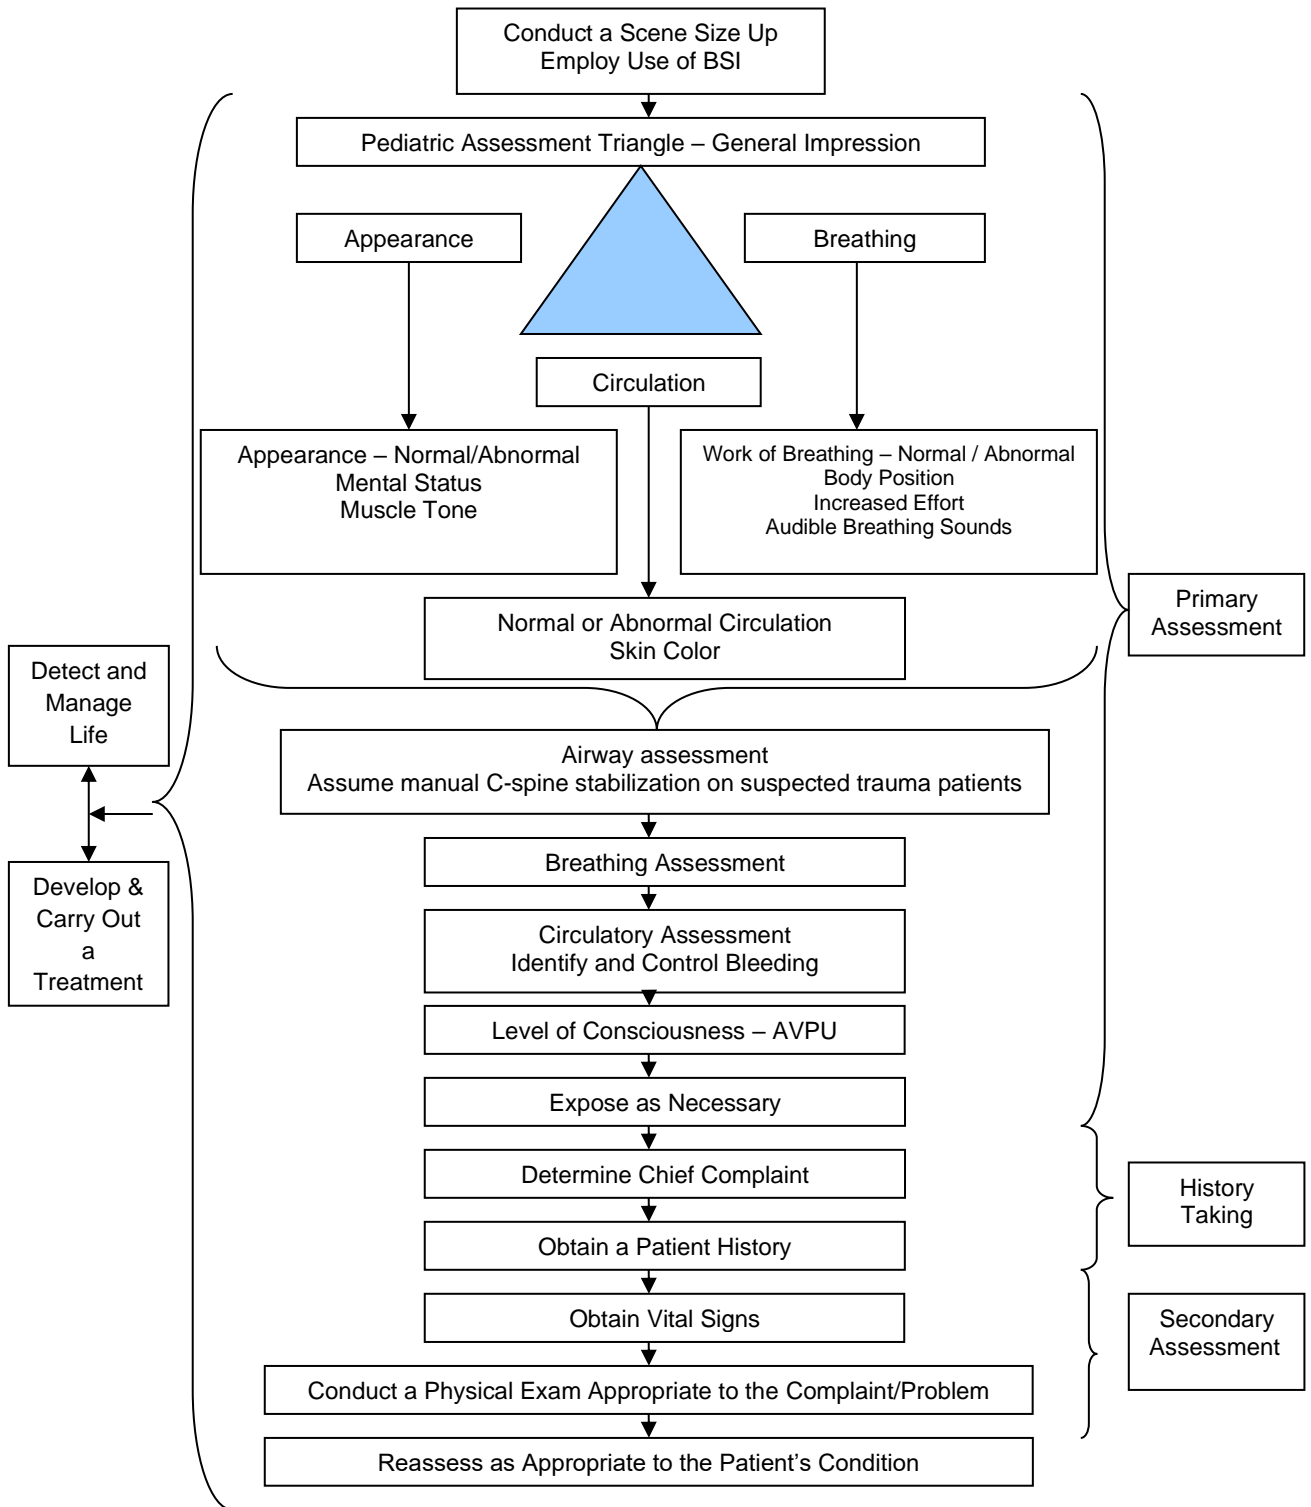 Conduct a Scene Size Up
Employ Use of BSI
Pediatric Assessment Triangle – General Impression
Appearance
Breathing
Circulation
Appearance – Normal/Abnormal
Mental Status
Muscle Tone
Work of Breathing – Normal / Abnormal
Body Position
Increased Effort
Audible Breathing Sounds
Normal or Abnormal Circulation
Skin Color
Primary
Assessment
Detect and
Manage
Life
Airway assessment
Assume manual C-spine stabilization on suspected trauma patients
Breathing Assessment
Develop &
Carry Out
a
Treatment
Circulatory Assessment
Identify and Control Bleeding
Level of Consciousness – AVPU
Expose as Necessary
Determine Chief Complaint
Obtain a Patient History
History
Taking
Obtain Vital Signs
Secondary
Assessment
Conduct a Physical Exam Appropriate to the Complaint/Problem
Reassess as Appropriate to the Patient's Condition